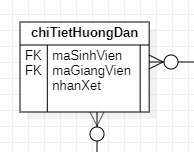 chiTietHuongDan
FK maSinhVien
FK maGiangVien
nhanXet